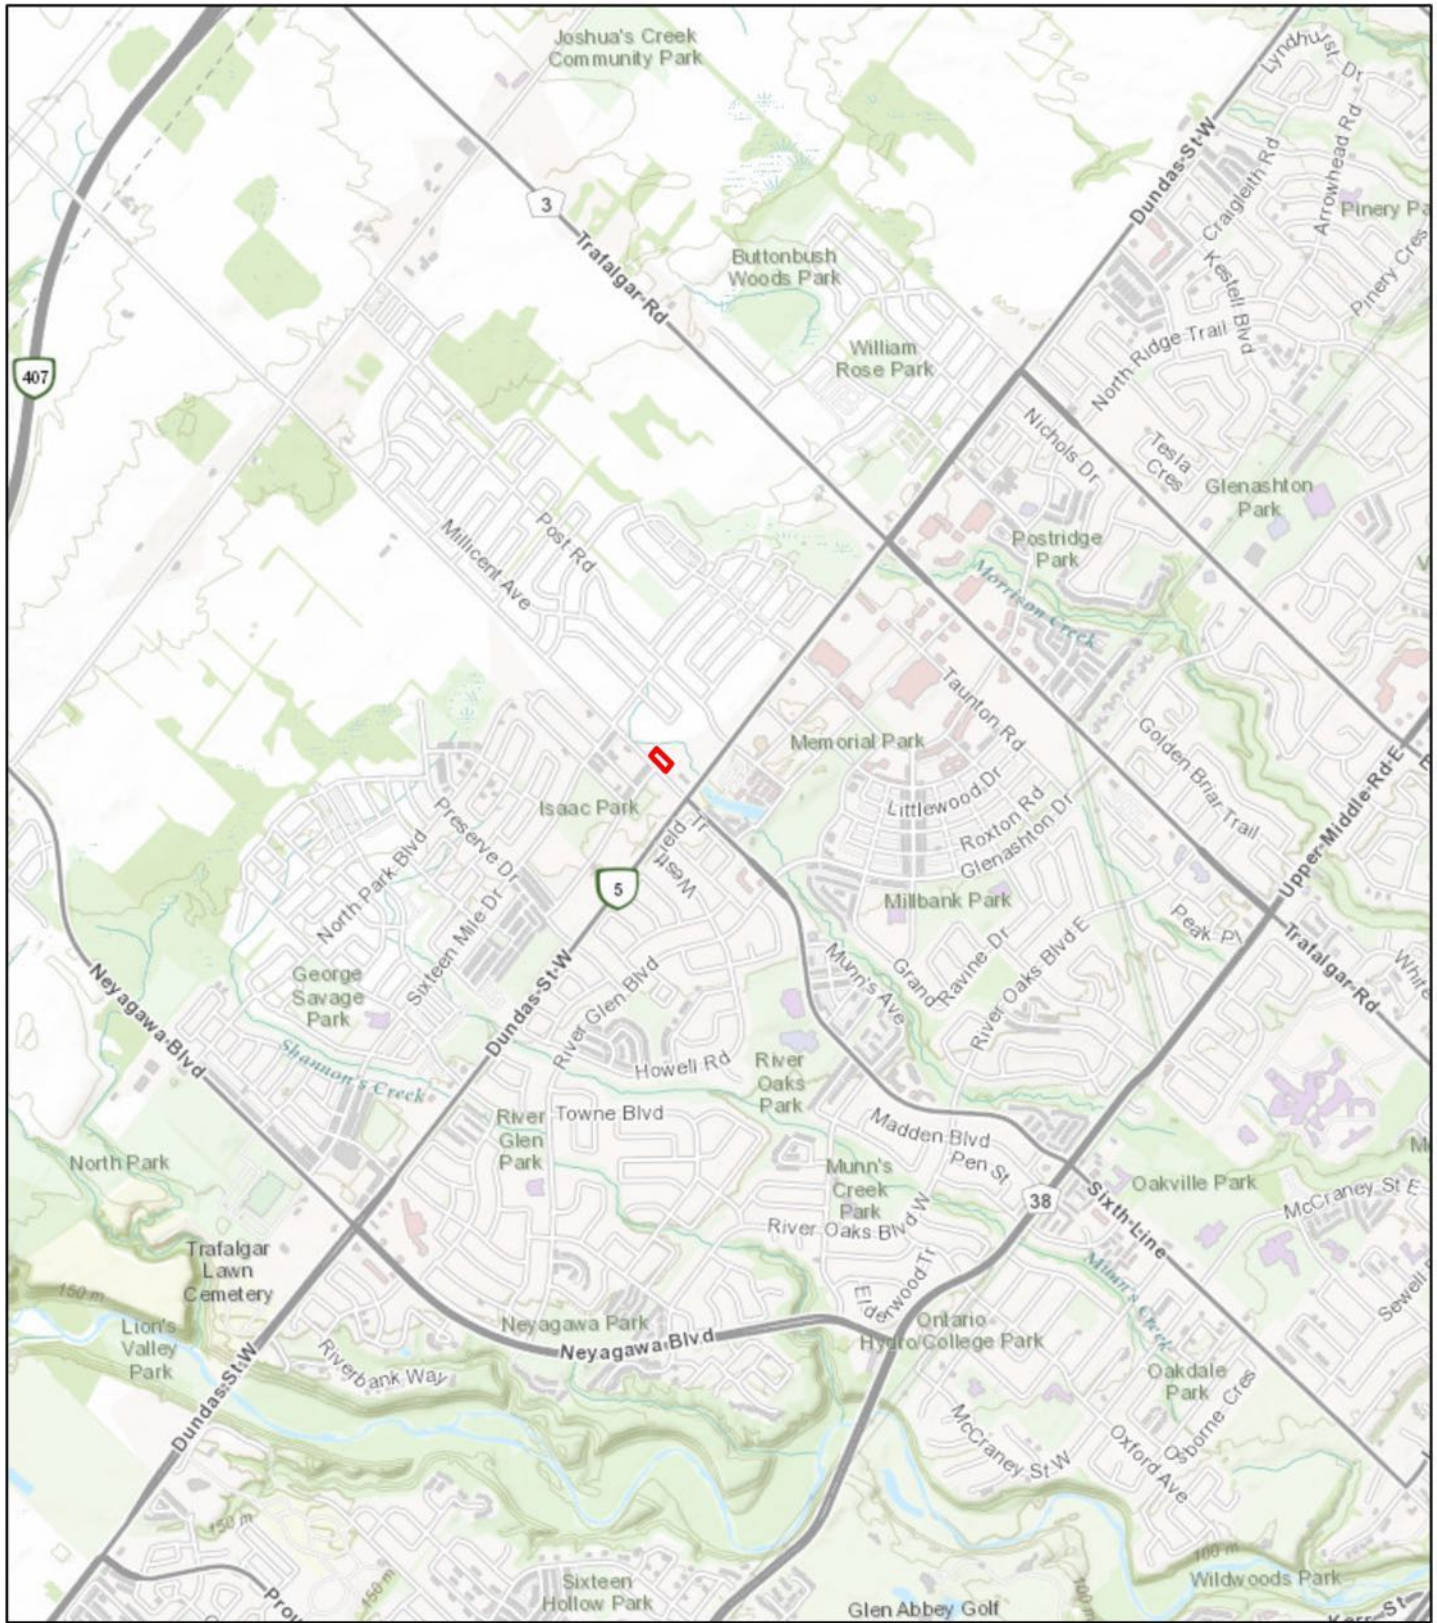 Joshua's Creek
Community Park
Lyndhurst Dr
Dundas St W
Craigleith Rd
Arrowhead Rd
3
Trafalgar Rd
Pinery Pa
Buttonbush
Woods Park
Kestell Blvd
Pinery Cres
North Ridge Trail
William
Rose Park
407
Nichols Dr
Tesla
Cres
Glenashton
Park
Post Rd
Millicent Ave
Postridge
Park
Morrison Creek
Taunton Rd
Memorial Park
Golden Briar Trail
Upper Middle Rd E
Littlewood Dr
Isaac Park
Preserve Dr
Roxton Rd
Glenashton Dr
North Park Blvd
5
Millbank Park
Sixteen Mile Dr
Peak Pl
Trafalgar Rd
White
Neyagawa Blvd
George
Savage
Park
Dundas St W
River Glen Blvd
Munn's Ave
Grand
Ravine Dr
River Oaks Blvd E
Shannon's Creek
Howell Rd
River
Oaks
Park
River
Glen
Park
Towne Blvd
Madden Blvd
Pen St
North Park
Munn's
Creek
Park
38
Sixth Line
Oakville Park
McCraney St E
River Oaks Blvd W
Trafalgar
Lawn
Cemetery
150 m
Elderwood Tr
Munn's Creek
Sewell
Lion's
Valley
Park
Neyagawa Park
Neyagawa Blvd
Ontario
Hydro/College Park
Dundas St W
Riverbank Way
Oakdale
Park
Osborne Cres
McCraney St W
Oxford Ave
150 m
150 m
100 m
100 m
Wildwoods Park
Sixteen
Hollow Park
Glen Abbey Golf
Kerr St
Prou